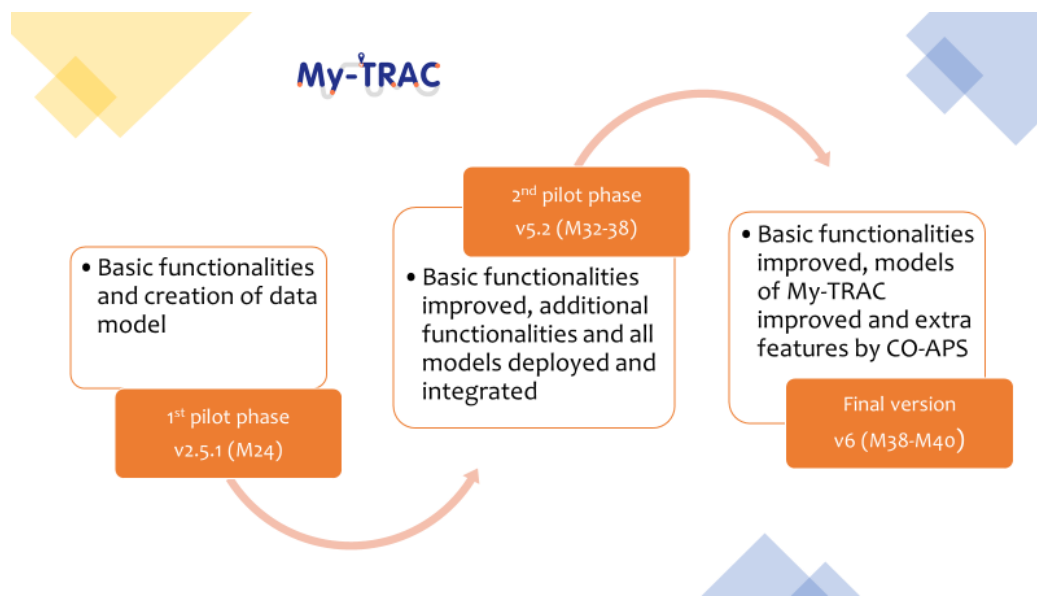 My-TRAC
• Basic functionalities
and creation of data
model
1st pilot phase
v2.5.1 (M24)
2nd pilot phase
v5.2 (M32-38)
• Basic functionalities
improved, additional
functionalities and all
models deployed and
integrated
• Basic functionalities
improved, models
of My-TRAC
improved and extra
features by CO-APS
Final version
v6 (M38-M40)